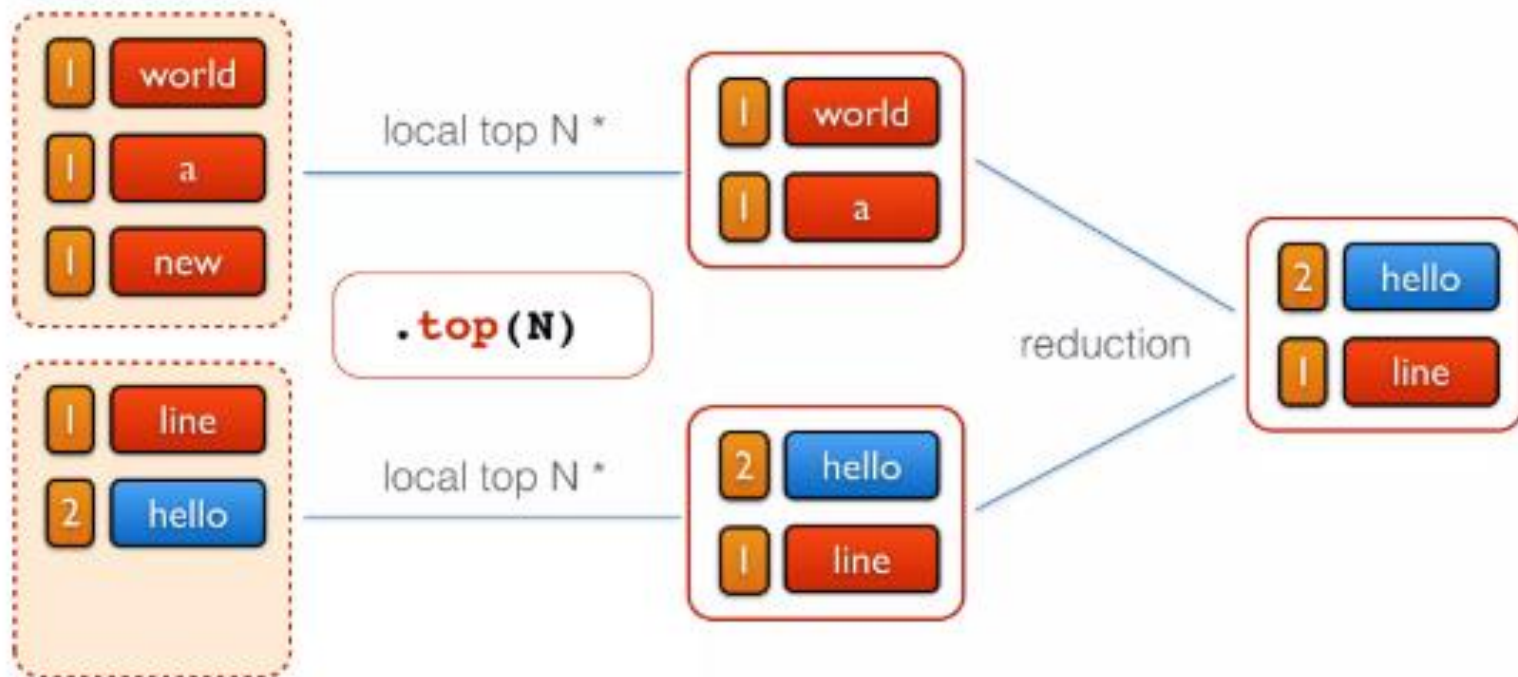 1 world
1 a
1 new
1 line
2 hello
local top N *
.top(N)
local top N *
1 world
1 a
2 hello
1 line
reduction
2 hello
1 line